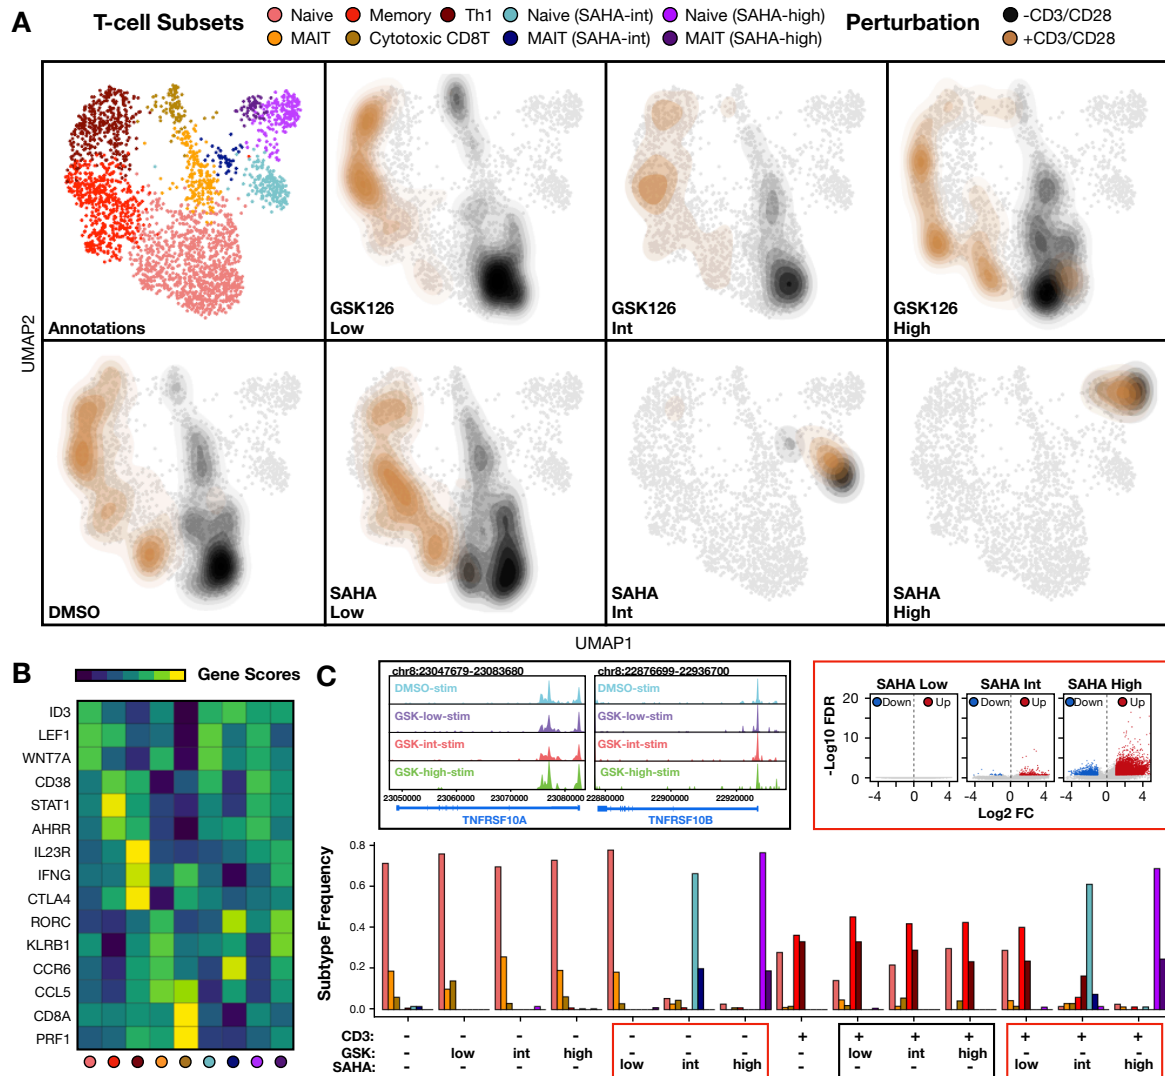 A
T-cell Subsets
Naive
Memory
Th1
Naive (SAHA-int)
Naive (SAHA-high)
MAIT
Cytotoxic CD8T
MAIT (SAHA-int)
MAIT (SAHA-high)
Perturbation
-CD3/CD28
+CD3/CD28
UMAP2
Annotations
GSK126
Low
GSK126
Int
GSK126
High
DMSO
SAHA
Low
SAHA
Int
SAHA
High
UMAP1
B
Gene Scores
ID3
LEF1
WNT7A
CD38
STAT1
AHRR
IL23R
IFNG
CTLA4
RORC
KLRB1
CCR6
CCL5
CD8A
PRF1
C
chr8:23047679-23083680
DMSO-stim
GSK-low-stim
GSK-int-stim
GSK-high-stim
23050000 23060000 23070000 23080000
TNFRSF10A
chr8:22876699-22936700
DMSO-stim
GSK-low-stim
GSK-int-stim
GSK-high-stim
22880000 22900000 22920000
TNFRSF10B
SAHA Low SAHA Int SAHA High
-Log10 FDR
20
10
0
Down Up
Down Up
Down Up
-4 0 4 -4 0 4 -4 0 4
Log2 FC
Subtype Frequency
0.8
0.6
0.4
0.2
0.0
CD3: - - - - - - - + + + + + + +
GSK: - low int high - - - - low int high - - -
SAHA: - - - - low int high - - - - low int high